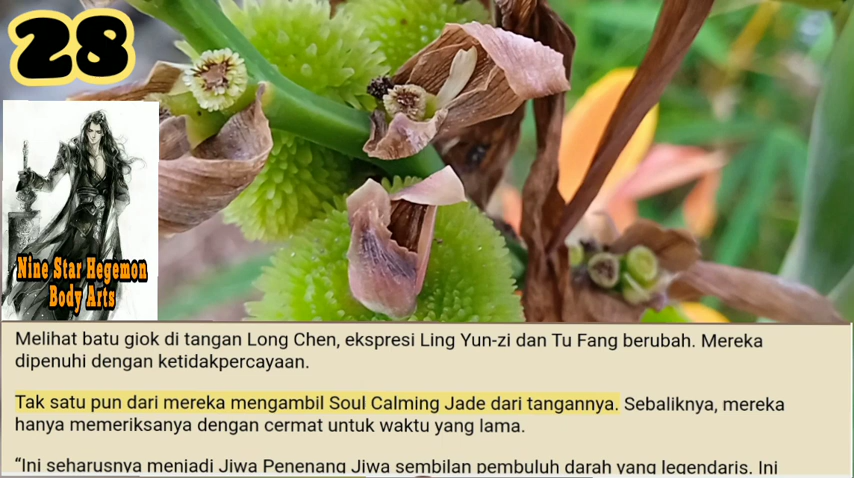 28
Nine Star Hegemon
Body Arts
Melihat batu giok di tangan Long Chen, ekspresi Ling Yun-zi dan Tu Fang berubah. Mereka
dipenuhi dengan ketidakpercayaan.
Tak satu pun dari mereka mengambil Soul Calming Jade dari tangannya. Sebaliknya, mereka
hanya memeriksanya dengan cermat untuk waktu yang lama.
“Ini seharusnya menjadi Jiwa Penenang Jiwa sembilan pembuluh darah yang legendaris. Ini